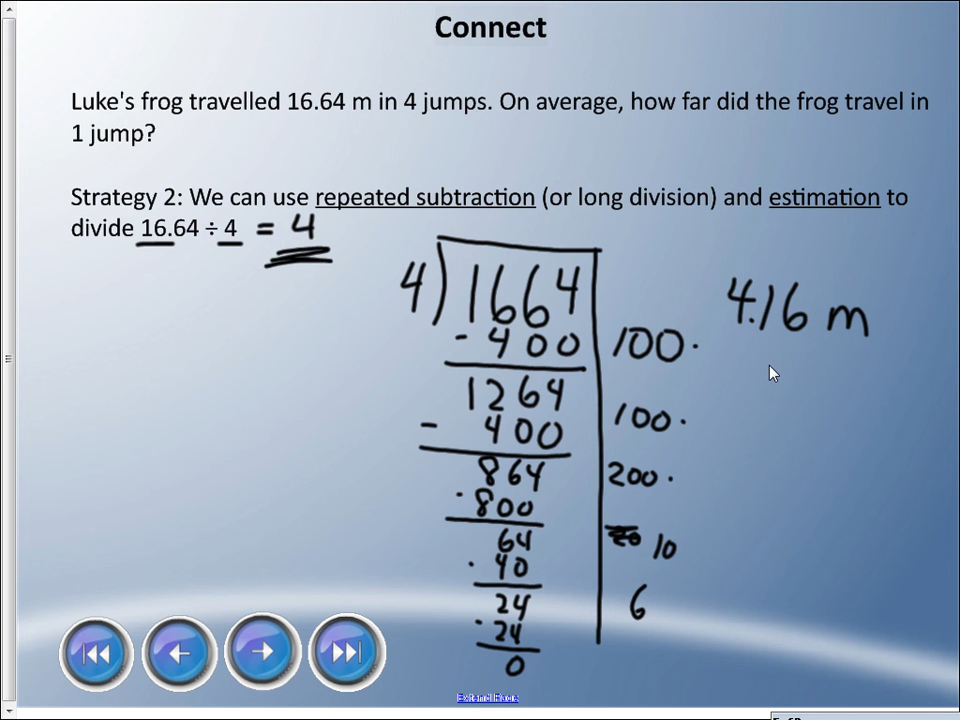 Connect
Luke's frog travelled 16.64 m in 4 jumps. On average, how far did the frog travel in
1 jump?
Strategy 2: We can use repeated subtraction (or long division) and estimation to
divide 16.64 ÷ 4 = 4
4)1664
- 400 100.
1264
- 400 100.
864
- 800 200.
64
- 40 10
24
- 24 6
0
4.16 m
Extend Page